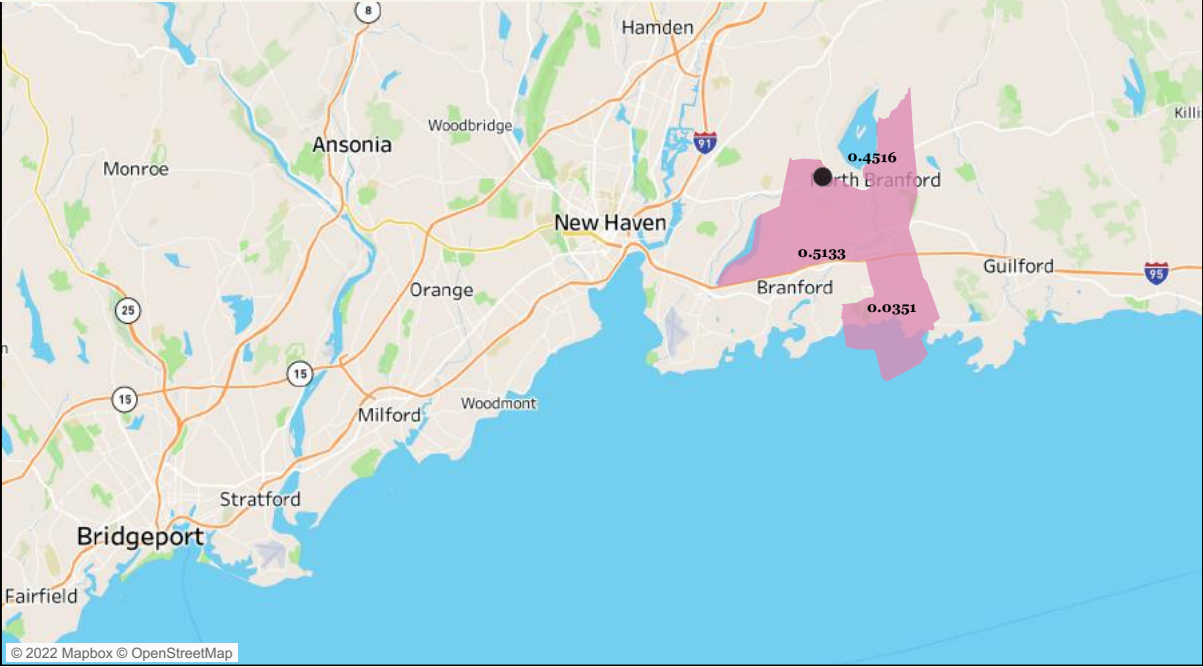 8
Hamden
Killi
Woodbridge
91
Ansonia
0.4516
Monroe
North Branford
New Haven
0.5133
Guilford
95
Orange
Branford
25
0.0351
n
15
15
Woodmont
Milford
Stratford
Bridgeport
Fairfield
© 2022 Mapbox © OpenStreetMap